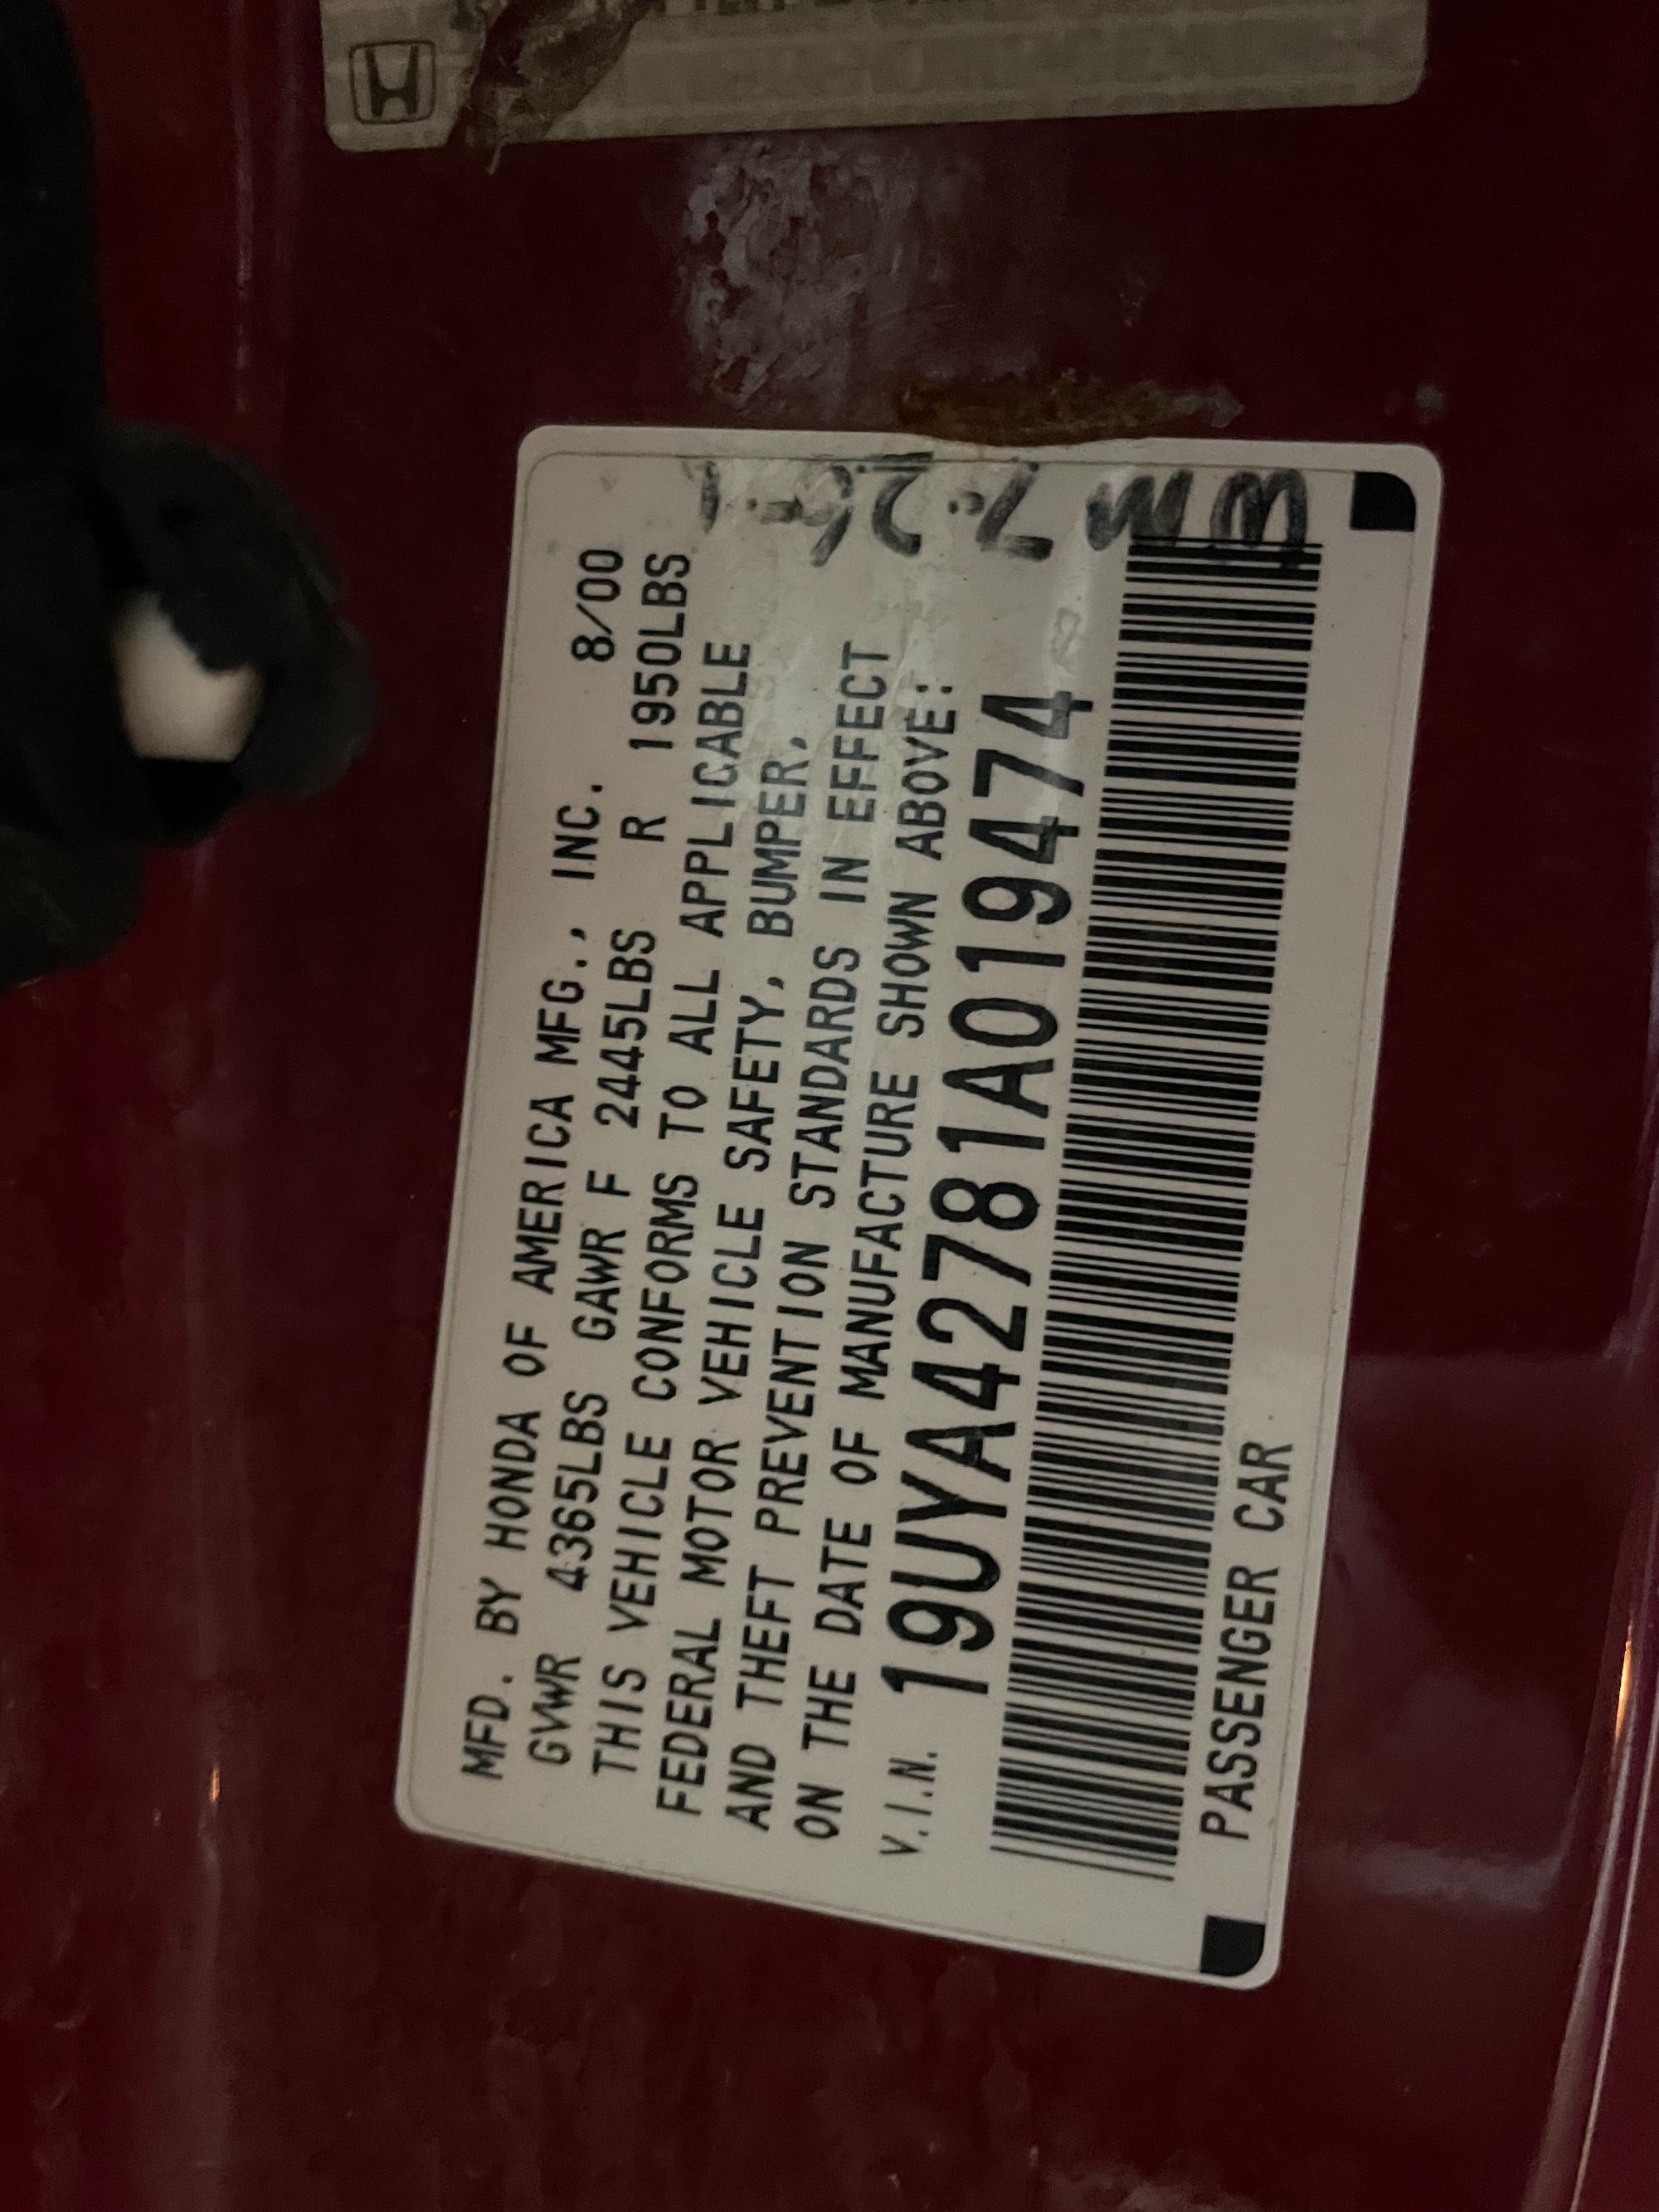 MFD. BY HONDA OF AMERICA MFG., INC. 8/00
GVWR 4365LBS GAWR F 2445LBS R 1950LBS
THIS VEHICLE CONFORMS TO ALL APPLICABLE
FEDERAL MOTOR VEHICLE SAFETY, BUMPER,
AND THEFT PREVENTION STANDARDS IN EFFECT
ON THE DATE OF MANUFACTURE SHOWN ABOVE:
V.I.N. 19UYA42781A019474
PASSENGER CAR